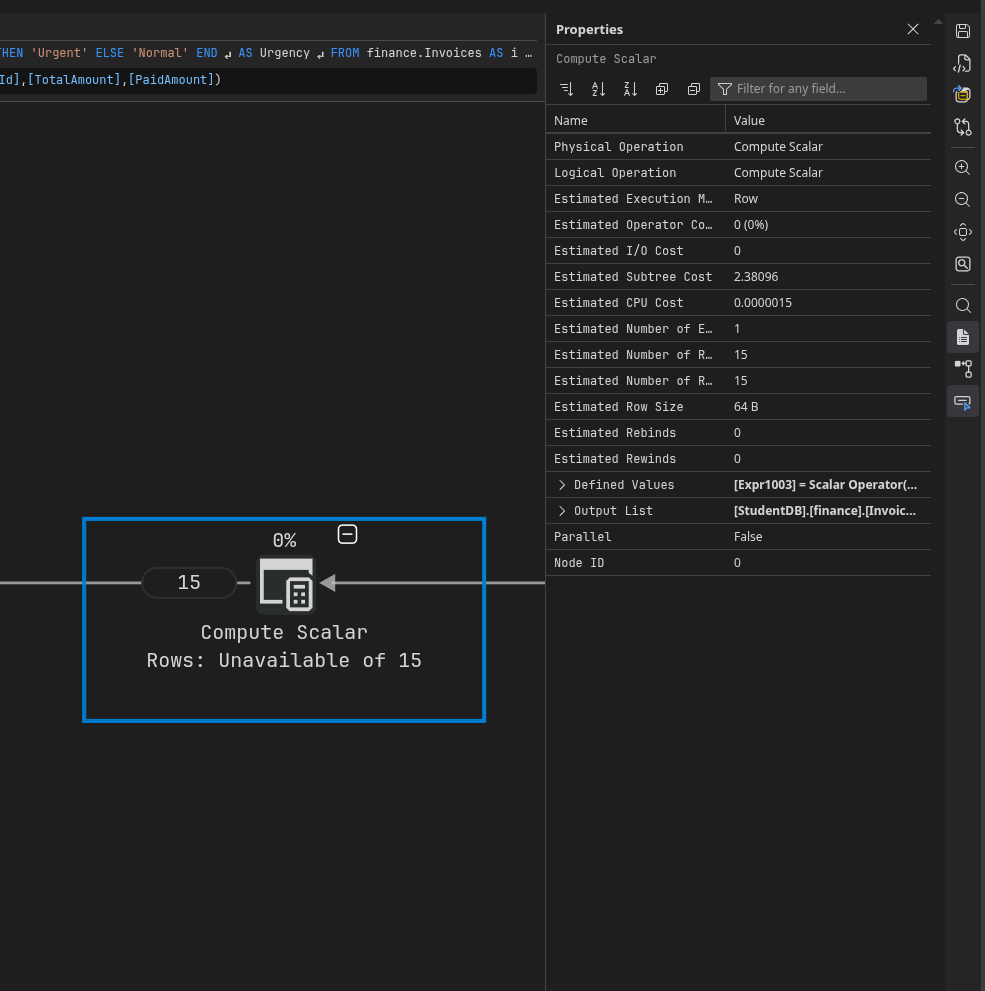 HEN 'Urgent' ELSE 'Normal' END ↲ AS Urgency ↲ FROM finance.Invoices AS i …
Id],[TotalAmount],[PaidAmount])
Properties
Compute Scalar
Filter for any field...
Name Value
Physical Operation Compute Scalar
Logical Operation Compute Scalar
Estimated Execution M… Row
Estimated Operator Co… 0 (0%)
Estimated I/O Cost 0
Estimated Subtree Cost 2.38096
Estimated CPU Cost 0.0000015
Estimated Number of E… 1
Estimated Number of R… 15
Estimated Number of R… 15
Estimated Row Size 64 B
Estimated Rebinds 0
Estimated Rewinds 0
Defined Values [Expr1003] = Scalar Operator(...
Output List [StudentDB].[finance].[Invoic...
Parallel False
Node ID 0
0%
15
Compute Scalar
Rows: Unavailable of 15